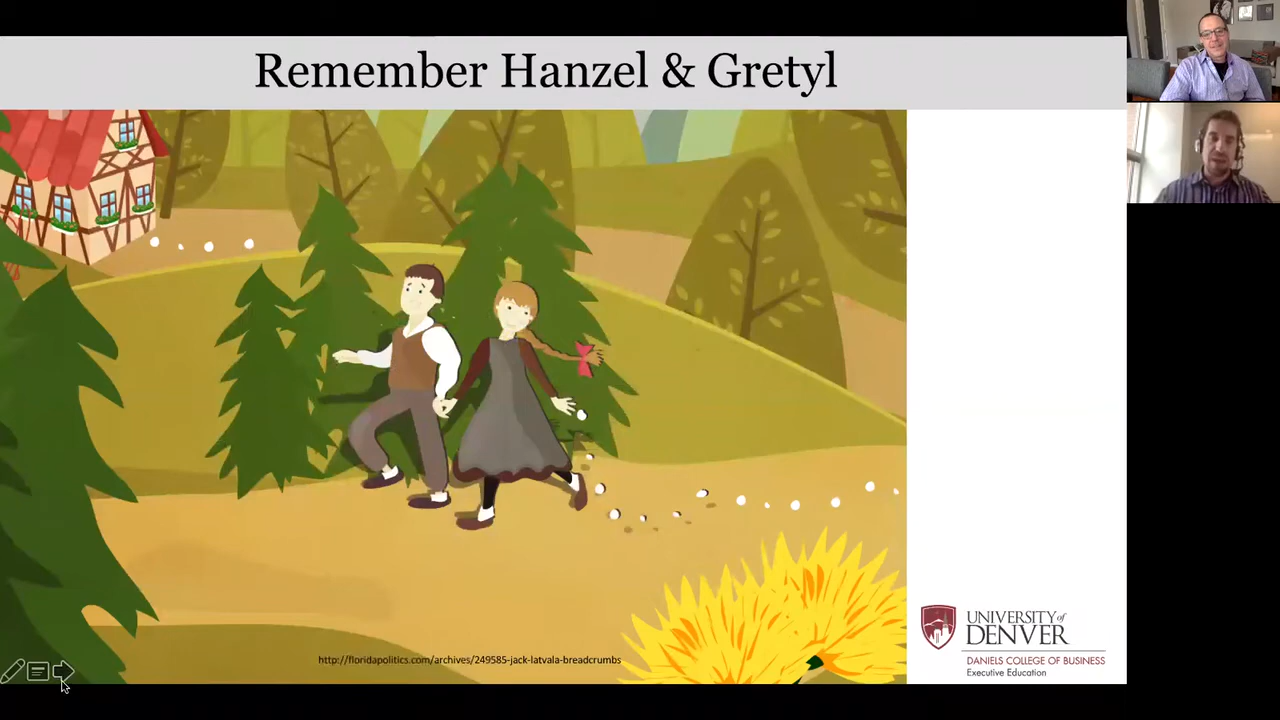 Remember Hanzel & Gretyl
http://floridapolitics.com/archives/249585-jack-latvala-breadcrumbs
UNIVERSITY of
DENVER
DANIELS COLLEGE OF BUSINESS
Executive Education